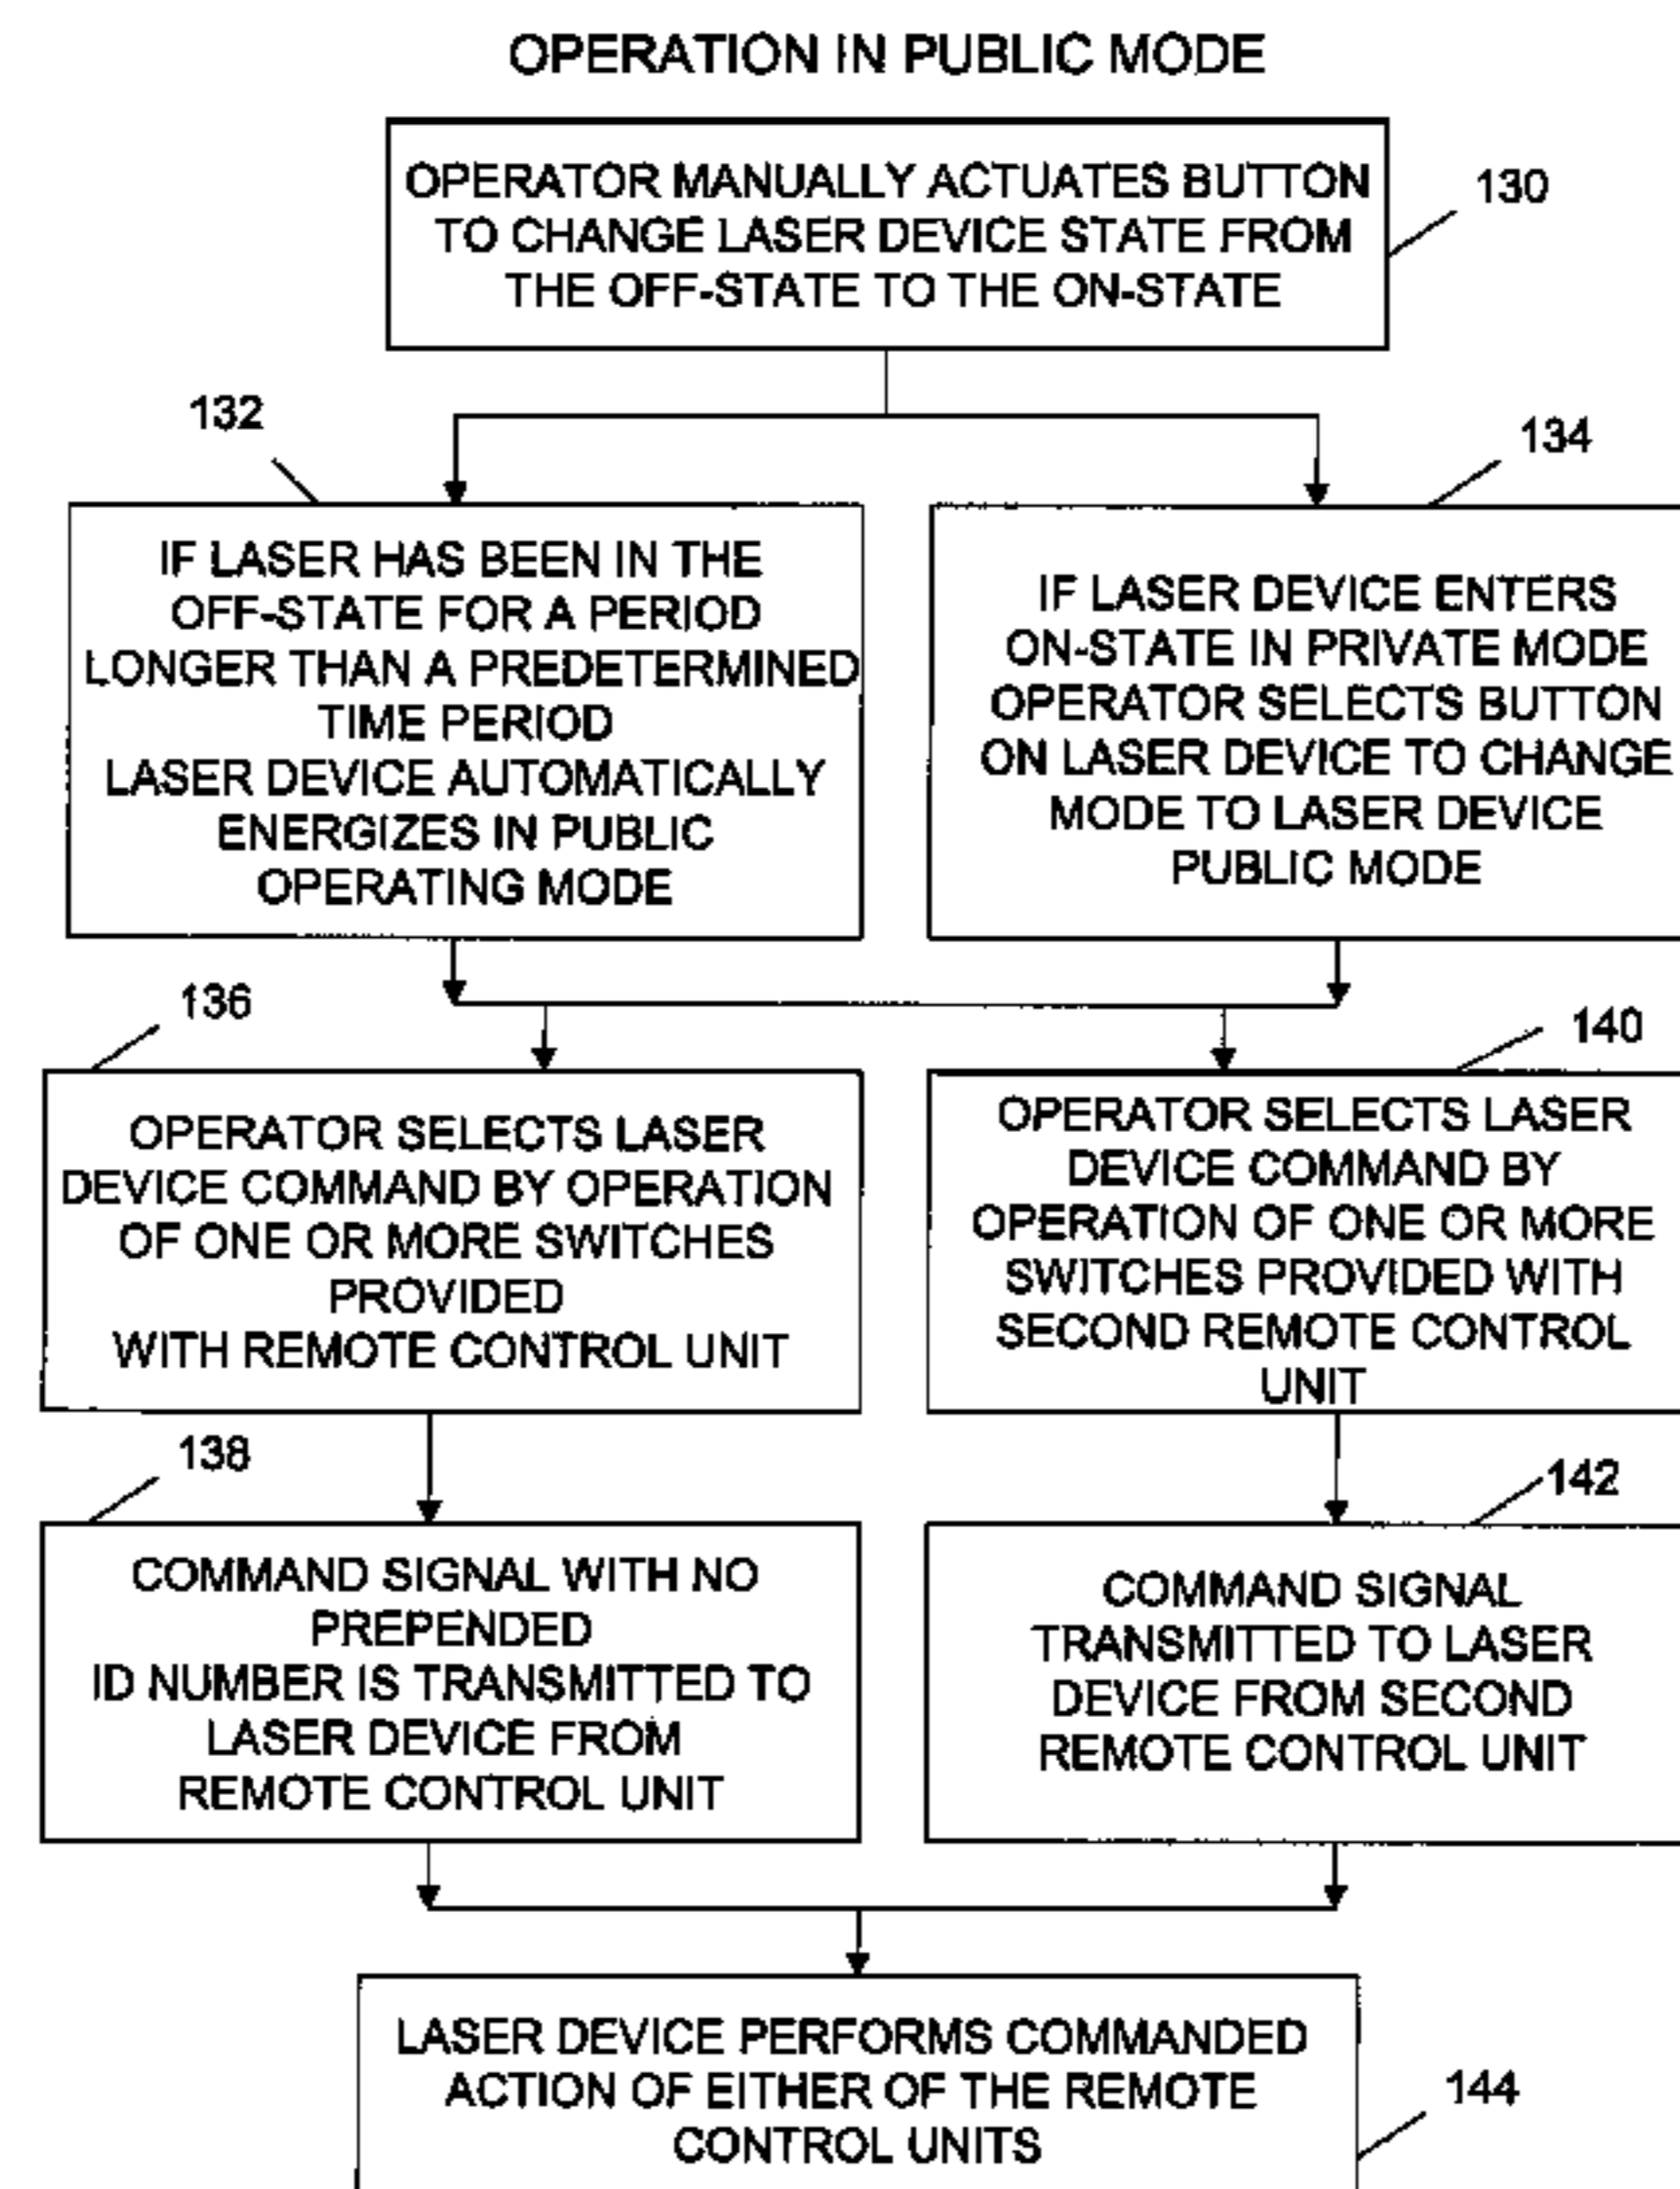 OPERATION IN PUBLIC MODE
OPERATOR MANUALLY ACTUATES BUTTON
TO CHANGE LASER DEVICE STATE FROM
THE OFF-STATE TO THE ON-STATE
130
132
IF LASER HAS BEEN IN THE
OFF-STATE FOR A PERIOD
LONGER THAN A PREDETERMINED
TIME PERIOD
LASER DEVICE AUTOMATICALLY
ENERGIZES IN PUBLIC
OPERATING MODE
134
IF LASER DEVICE ENTERS
ON-STATE IN PRIVATE MODE
OPERATOR SELECTS BUTTON
ON LASER DEVICE TO CHANGE
MODE TO LASER DEVICE
PUBLIC MODE
136
OPERATOR SELECTS LASER
DEVICE COMMAND BY OPERATION
OF ONE OR MORE SWITCHES
PROVIDED
WITH REMOTE CONTROL UNIT
140
OPERATOR SELECTS LASER
DEVICE COMMAND BY
OPERATION OF ONE OR MORE
SWITCHES PROVIDED WITH
SECOND REMOTE CONTROL
UNIT
138
COMMAND SIGNAL WITH NO
PREPENDED
ID NUMBER IS TRANSMITTED TO
LASER DEVICE FROM
REMOTE CONTROL UNIT
142
COMMAND SIGNAL
TRANSMITTED TO LASER
DEVICE FROM SECOND
REMOTE CONTROL UNIT
LASER DEVICE PERFORMS COMMANDED
ACTION OF EITHER OF THE REMOTE
CONTROL UNITS
144